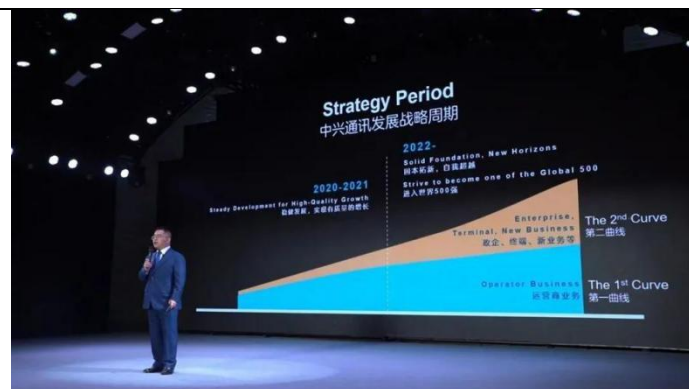 Strategy Period
中兴通讯发展战略周期
2020-2021
Steady Development for High-Quality Growth
稳健发展，实现有质量的增长
2022-
Solid Foundation, New Horizons
固本拓新，自我超越
Strive to become one of the Global 500
进入世界500强
Enterprise,
Terminal, New Business
政企、终端、新业务等
The 2nd Curve
第二曲线
Operator Business
运营商业务
The 1st Curve
第一曲线